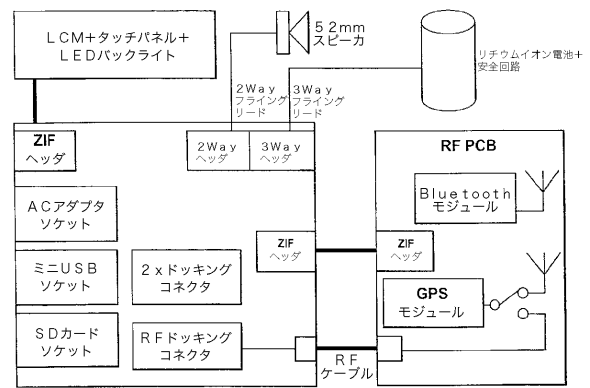 LCM+タッチパネル+
LEDバックライト
52mm
スピーカ
リチウムイオン電池+
安全回路
2Way
フライング
リード
3Way
フライング
リード
ZIF
ヘッダ
2Way
ヘッダ
3Way
ヘッダ
RF PCB
Bluetooth
モジュール
ACアダプタ
ソケット
ZIF
ヘッダ
ZIF
ヘッダ
ミニUSB
ソケット
2xドッキング
コネクタ
GPS
モジュール
SDカード
ソケット
RFドッキング
コネクタ
RF
ケーブル